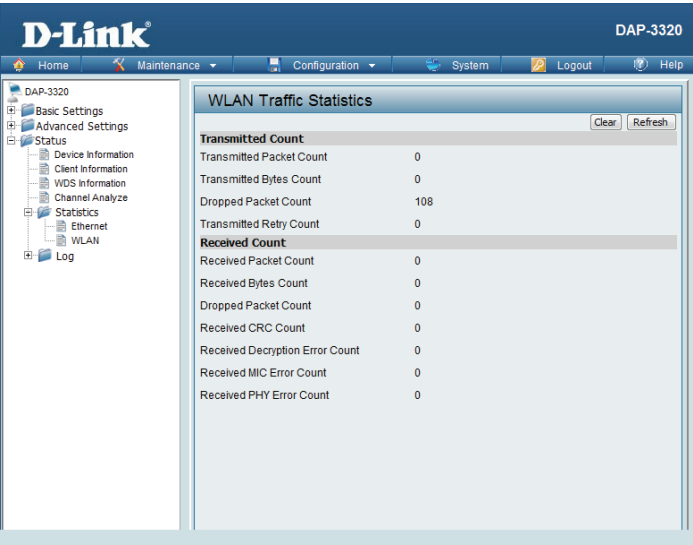 D-Link®
DAP-3320
Home Maintenance Configuration System Logout Help
DAP-3320
Basic Settings
Advanced Settings
Status
Device Information
Client Information
WDS Information
Channel Analyze
Statistics
Ethernet
WLAN
Log
WLAN Traffic Statistics
Clear Refresh
Transmitted Count
Transmitted Packet Count 0
Transmitted Bytes Count 0
Dropped Packet Count 108
Transmitted Retry Count 0
Received Count
Received Packet Count 0
Received Bytes Count 0
Dropped Packet Count 0
Received CRC Count 0
Received Decryption Error Count 0
Received MIC Error Count 0
Received PHY Error Count 0